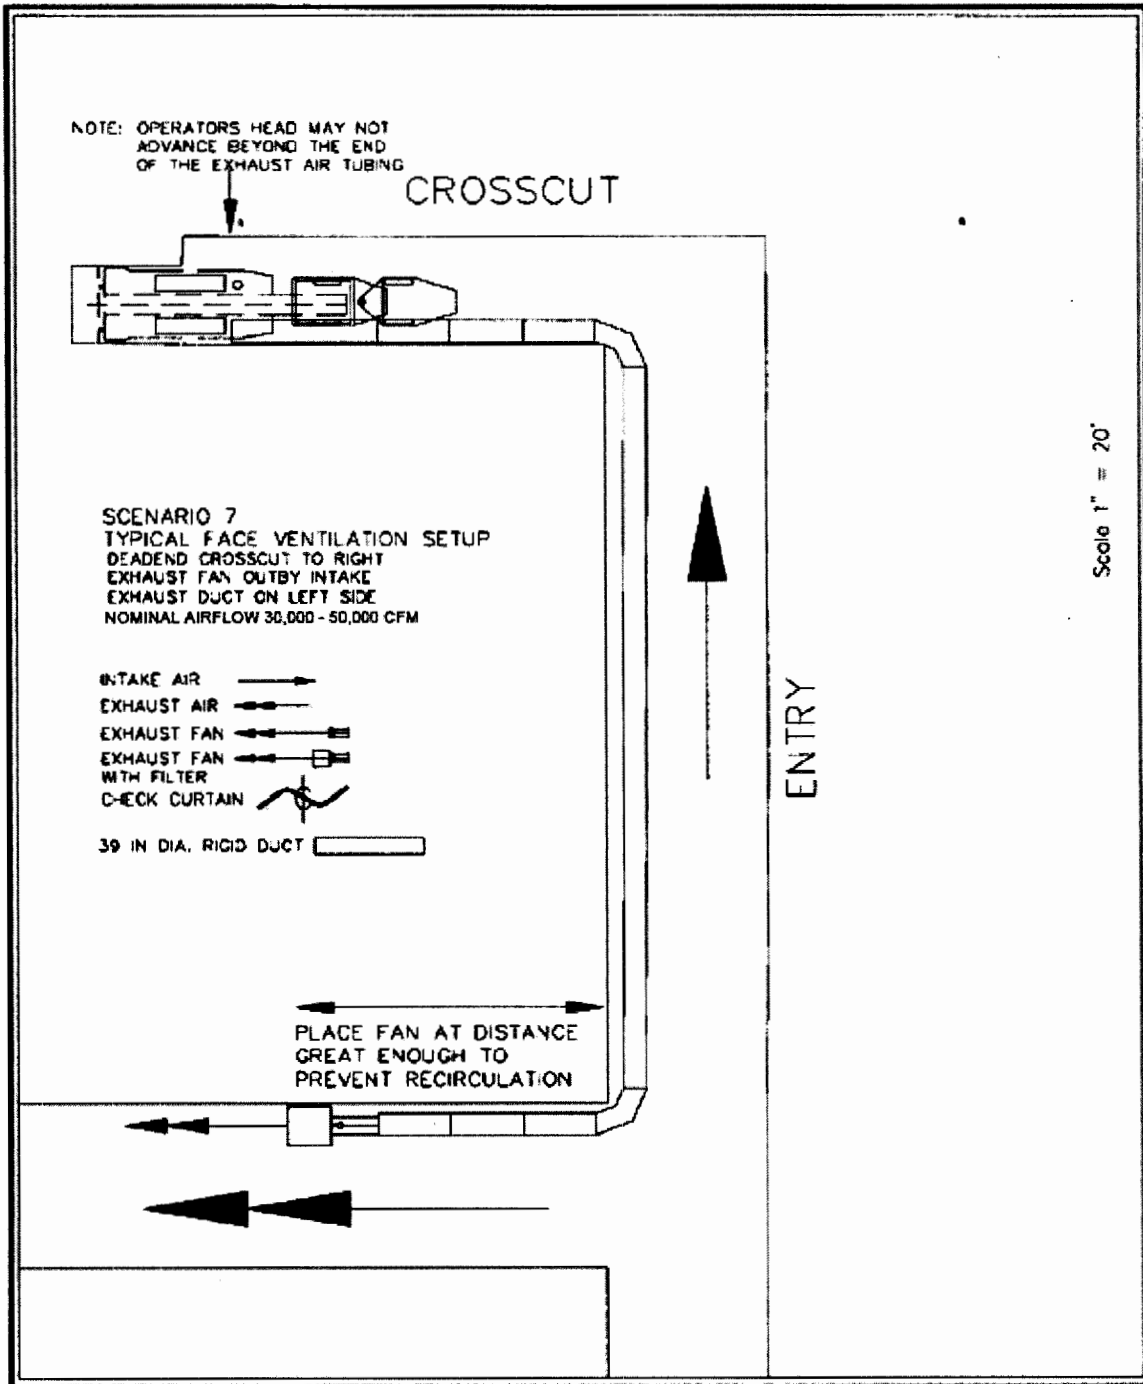 NOTE: OPERATORS HEAD MAY NOT
ADVANCE BEYOND THE END
OF THE EXHAUST AIR TUBING
CROSSCUT
SCENARIO 7
TYPICAL FACE VENTILATION SETUP
DEADEND CROSSCUT TO RIGHT
EXHAUST FAN OUTBY INTAKE
EXHAUST DUCT ON LEFT SIDE
NOMINAL AIRFLOW 30,000 - 50,000 CFM
INTAKE AIR
EXHAUST AIR
EXHAUST FAN
EXHAUST FAN
WITH FILTER
CHECK CURTAIN
39 IN DIA. RIGID DUCT
ENTRY
Scale 1" = 20'
PLACE FAN AT DISTANCE
GREAT ENOUGH TO
PREVENT RECIRCULATION